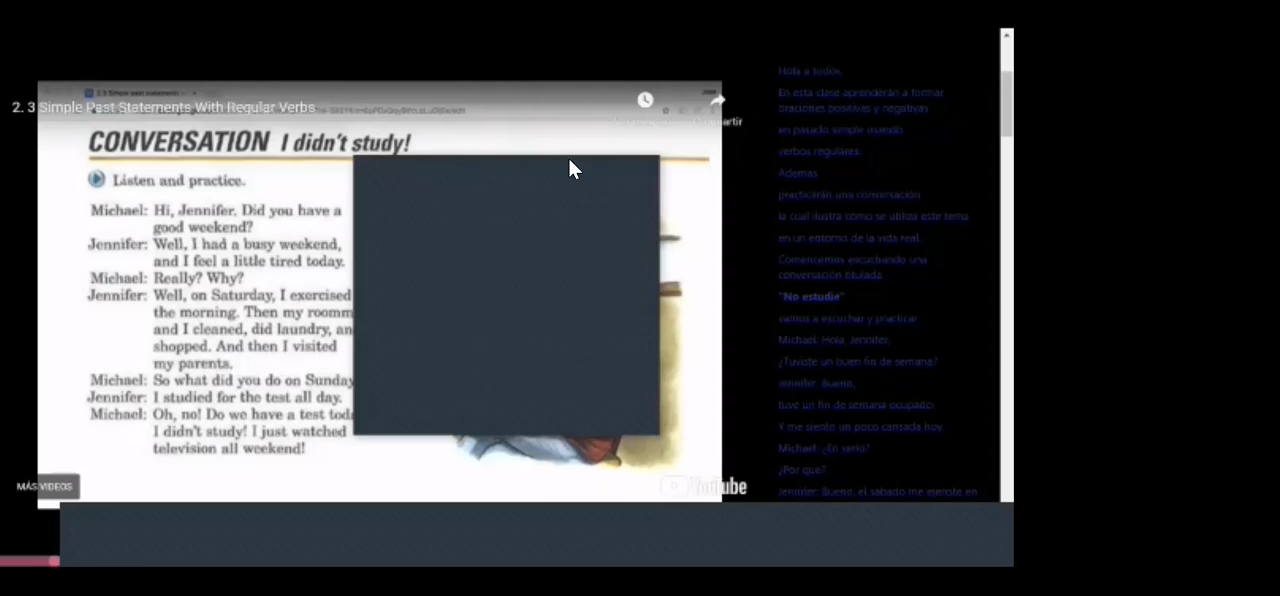 2. 3 Simple Past Statements With Regular Verbs
CONVERSATION I didn't study!
Listen and practice.
Michael: Hi, Jennifer. Did you have a
good weekend?
Jennifer: Well, I had a busy weekend,
and I feel a little tired today.
Michael: Really? Why?
Jennifer: Well, on Saturday, I exercised
the morning. Then my roomm
and I cleaned, did laundry, an
shopped. And then I visited
my parents.
Michael: So what did you do on Sunday
Jennifer: I studied for the test all day.
Michael: Oh, no! Do we have a test toda
I didn't study! I just watched
television all weekend!
MÁS VIDEOS
YouTube
Hola a todos,
En esta clase aprenderán a formar
oraciones positivas y negativas
en pasado simple usando
verbos regulares.
Además
practicarán una conversación
la cual ilustra cómo se utiliza este tema
en un entorno de la vida real.
Comencemos escuchando una
conversación titulada
"No estudié"
vamos a escuchar y practicar
Michael: Hola, Jennifer,
¿Tuviste un buen fin de semana?
Jennifer: Bueno,
tuve un fin de semana ocupado
Y me siento un poco cansada hoy
Michael: ¿En serio?
¿Por qué?
Jennifer: Bueno, el sábado me ejercité en